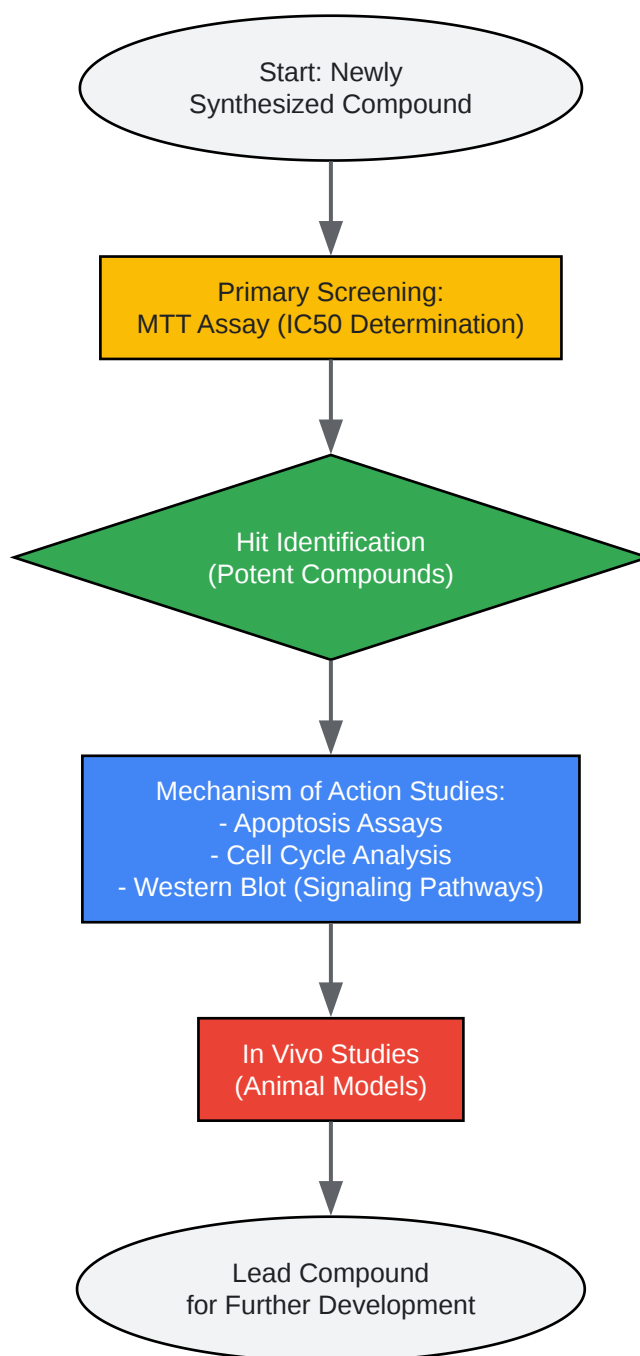 Start: Newly
Synthesized Compound
Primary Screening:
MTT Assay (IC50 Determination)
Hit Identification
(Potent Compounds)
Mechanism of Action Studies:
- Apoptosis Assays
- Cell Cycle Analysis
- Western Blot (Signaling Pathways)
In Vivo Studies
(Animal Models)
Lead Compound
for Further Development